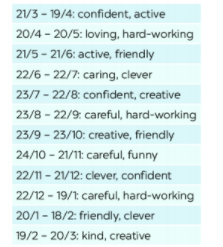 21/3 – 19/4: confident, active
20/4 – 20/5: loving, hard-working
21/5 – 21/6: active, friendly
22/6 – 22/7: caring, clever
23/7 – 22/8: confident, creative
23/8 – 22/9: careful, hard-working
23/9 – 23/10: creative, friendly
24/10 – 21/11: careful, funny
22/11 – 21/12: clever, confident
22/12 – 19/1: careful, hard-working
20/1 – 18/2: friendly, clever
19/2 – 20/3: kind, creative